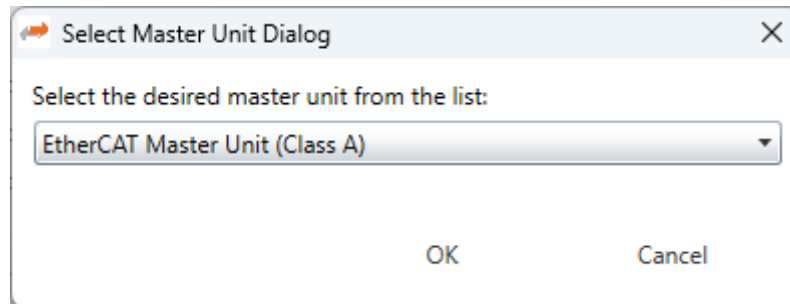 Select Master Unit Dialog
Select the desired master unit from the list:
EtherCAT Master Unit (Class A)
OK Cancel